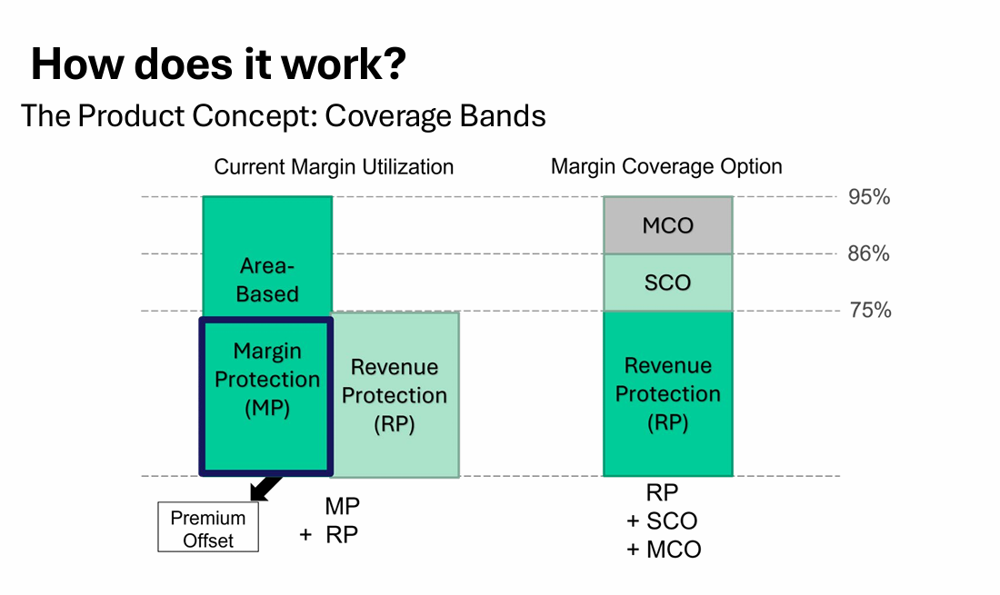 How does it work?
The Product Concept: Coverage Bands
Current Margin Utilization
Margin Coverage Option
95%
86%
75%
Area-
Based
Margin
Protection
(MP)
Revenue
Protection
(RP)
MCO
SCO
Revenue
Protection
(RP)
Premium
Offset
MP
+ RP
RP
+ SCO
+ MCO